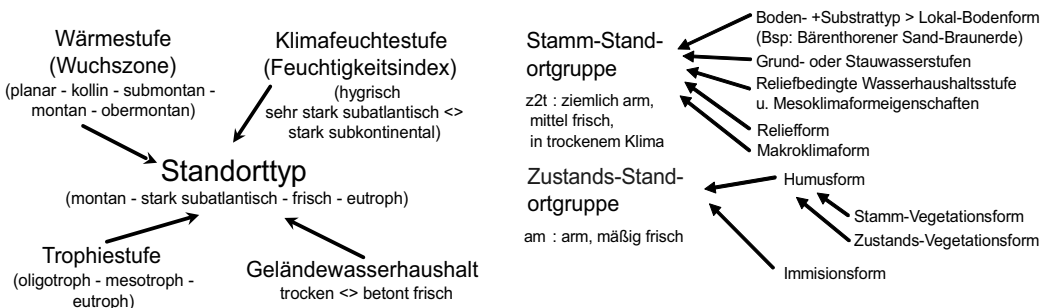 Wärmestufe
(Wuchszone)
(planar - kollin - submontan -
montan - obermontan)
Klimafeuchtestufe
(Feuchtigkeitsindex)
(hygrisch
sehr stark subatlantisch <>
stark subkontinental)
Standorttyp
(montan - stark subatlantisch - frisch - eutroph)
Trophiestufe
(oligotroph - mesotroph -
eutroph)
Geländewasserhaushalt
trocken <> betont frisch
Stamm-Stand-
ortgruppe
z2t : ziemlich arm,
mittel frisch,
in trockenem Klima
Boden- +Substrattyp > Lokal-Bodenform
(Bsp: Bärenthorener Sand-Braunerde)
Grund- oder Stauwasserstufen
Reliefbedingte Wasserhaushaltsstufe
u. Mesoklimaformeigenschaften
Reliefform
Makroklimaform
Zustands-Stand-
ortgruppe
am : arm, mäßig frisch
Humusform
Stamm-Vegetationsform
Zustands-Vegetationsform
Immisionsform